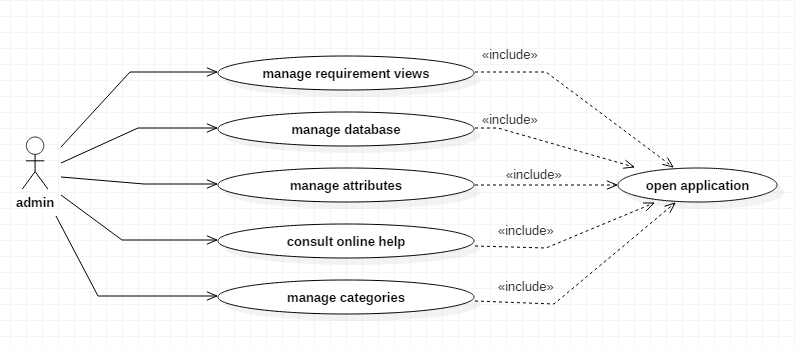 «include»
manage requirement views
«include»
manage database
«include»
manage attributes
open application
admin
«include»
consult online help
«include»
manage categories